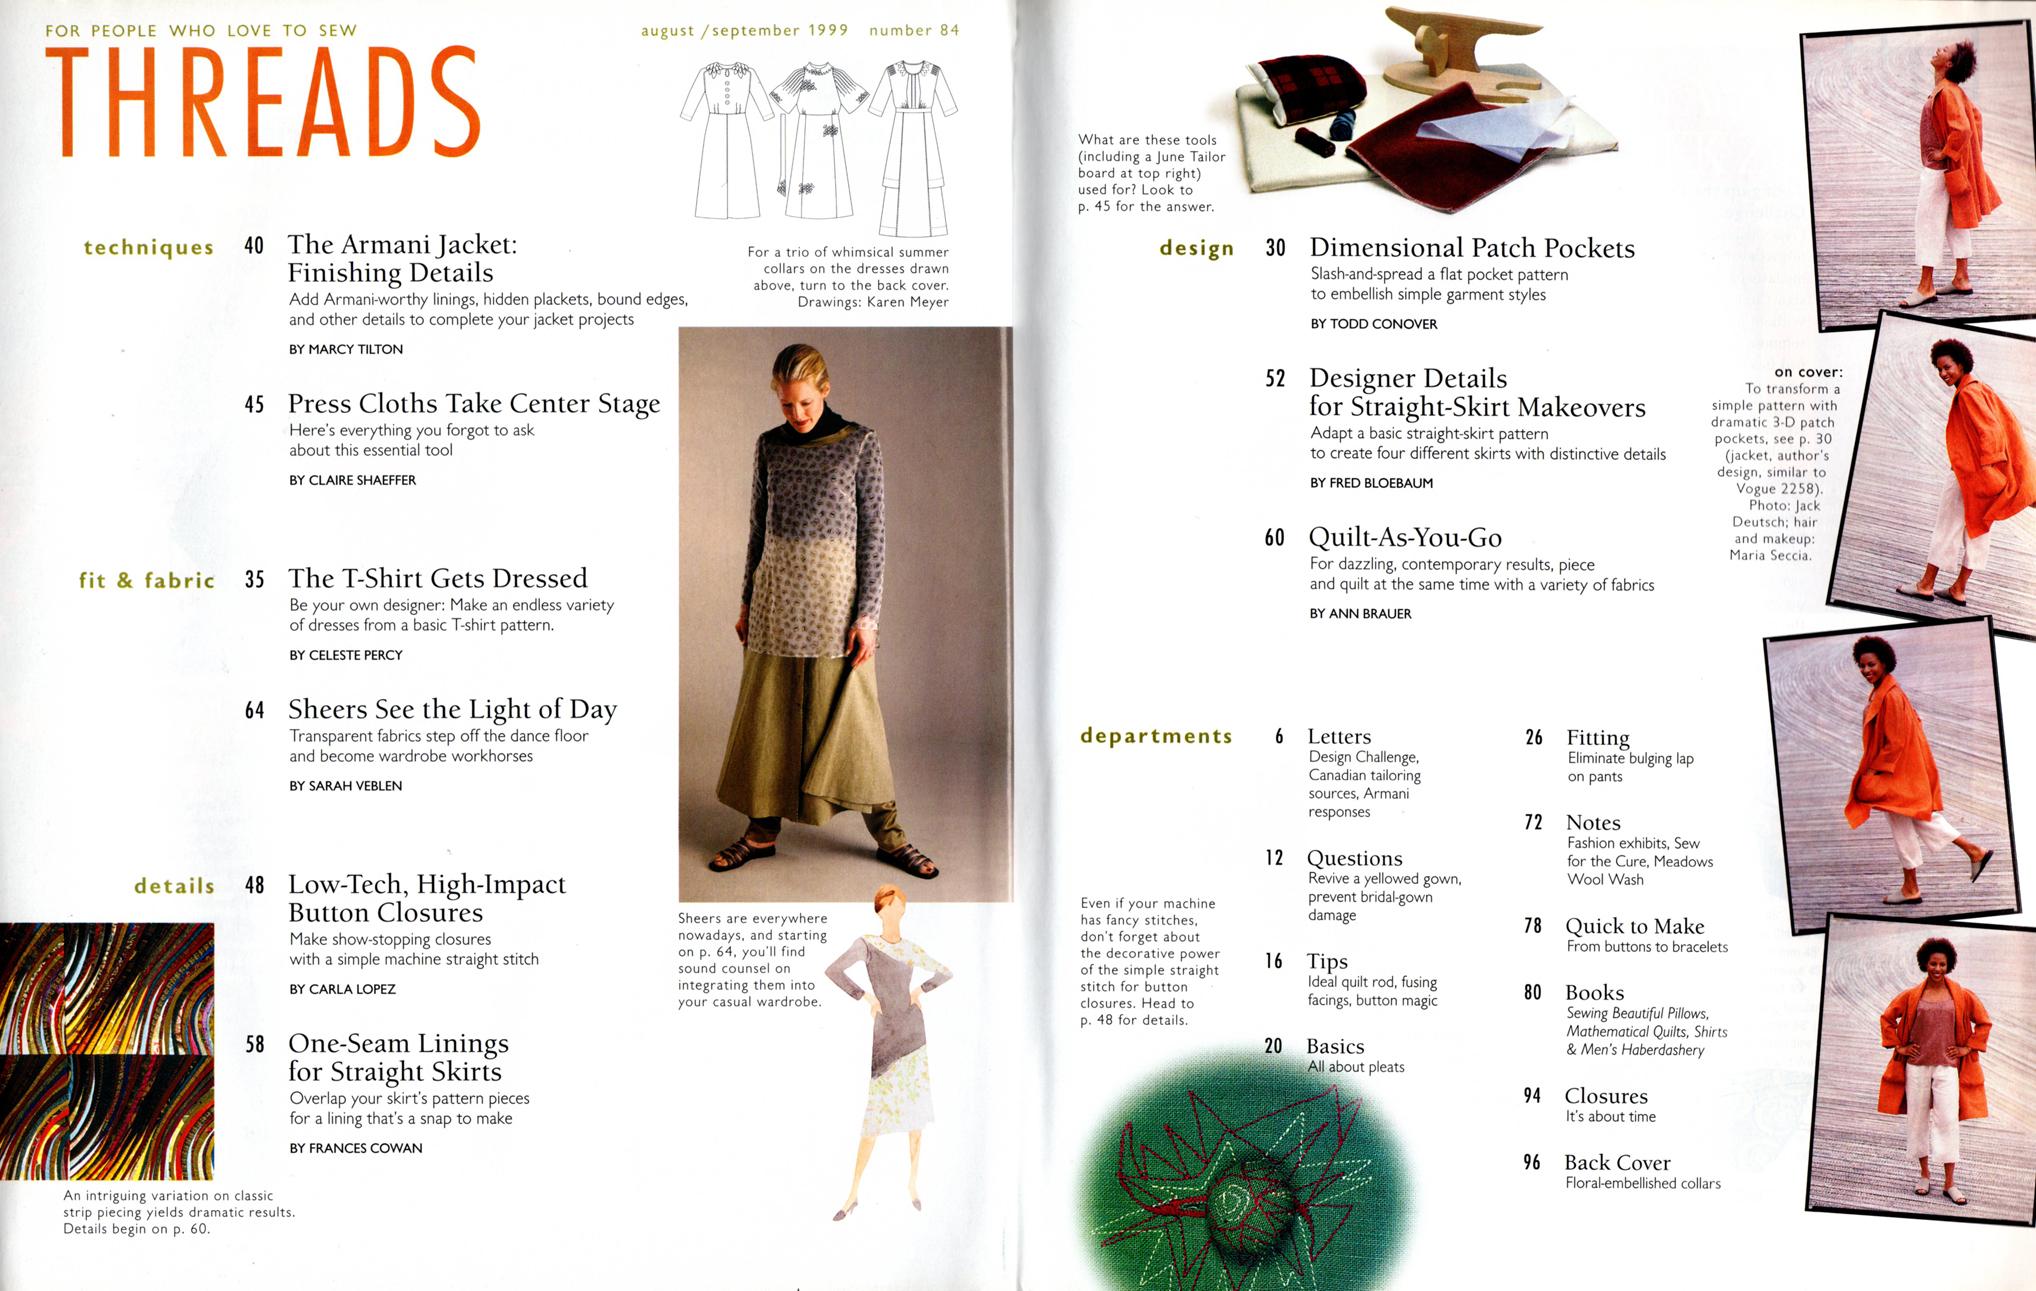 FOR PEOPLE WHO LOVE TO SEW
THREADS
august /september 1999 number 84
For a trio of whimsical summer
collars on the dresses drawn
above, turn to the back cover.
Drawings: Karen Meyer
techniques
40 The Armani Jacket:
Finishing Details
Add Armani-worthy linings, hidden plackets, bound edges,
and other details to complete your jacket projects
BY MARCY TILTON
45 Press Cloths Take Center Stage
Here's everything you forgot to ask
about this essential tool
BY CLAIRE SHAEFFER
fit & fabric
35 The T-Shirt Gets Dressed
Be your own designer: Make an endless variety
of dresses from a basic T-shirt pattern.
BY CELESTE PERCY
64 Sheers See the Light of Day
Transparent fabrics step off the dance floor
and become wardrobe workhorses
BY SARAH VEBLEN
details
48 Low-Tech, High-Impact
Button Closures
Make show-stopping closures
with a simple machine straight stitch
BY CARLA LOPEZ
58 One-Seam Linings
for Straight Skirts
Overlap your skirt's pattern pieces
for a lining that's a snap to make
BY FRANCES COWAN
An intriguing variation on classic
strip piecing yields dramatic results.
Details begin on p. 60.
Sheers are everywhere
nowadays, and starting
on p. 64, you'll find
sound counsel on
integrating them into
your casual wardrobe.
What are these tools
(including a June Tailor
board at top right)
used for? Look to
p. 45 for the answer.
design
30 Dimensional Patch Pockets
Slash-and-spread a flat pocket pattern
to embellish simple garment styles
BY TODD CONOVER
52 Designer Details
for Straight-Skirt Makeovers
Adapt a basic straight-skirt pattern
to create four different skirts with distinctive details
BY FRED BLOEBAUM
60 Quilt-As-You-Go
For dazzling, contemporary results, piece
and quilt at the same time with a variety of fabrics
BY ANN BRAUER
on cover:
To transform a
simple pattern with
dramatic 3-D patch
pockets, see p. 30
(jacket, author's
design, similar to
Vogue 2258).
Photo: Jack
Deutsch; hair
and makeup:
Maria Seccia.
departments
6 Letters
Design Challenge,
Canadian tailoring
sources, Armani
responses
12 Questions
Revive a yellowed gown,
prevent bridal-gown
damage
16 Tips
Ideal quilt rod, fusing
facings, button magic
20 Basics
All about pleats
26 Fitting
Eliminate bulging lap
on pants
72 Notes
Fashion exhibits, Sew
for the Cure, Meadows
Wool Wash
78 Quick to Make
From buttons to bracelets
80 Books
Sewing Beautiful Pillows,
Mathematical Quilts, Shirts
& Men's Haberdashery
94 Closures
It's about time
96 Back Cover
Floral-embellished collars
Even if your machine
has fancy stitches,
don't forget about
the decorative power
of the simple straight
stitch for button
closures. Head to
p. 48 for details.